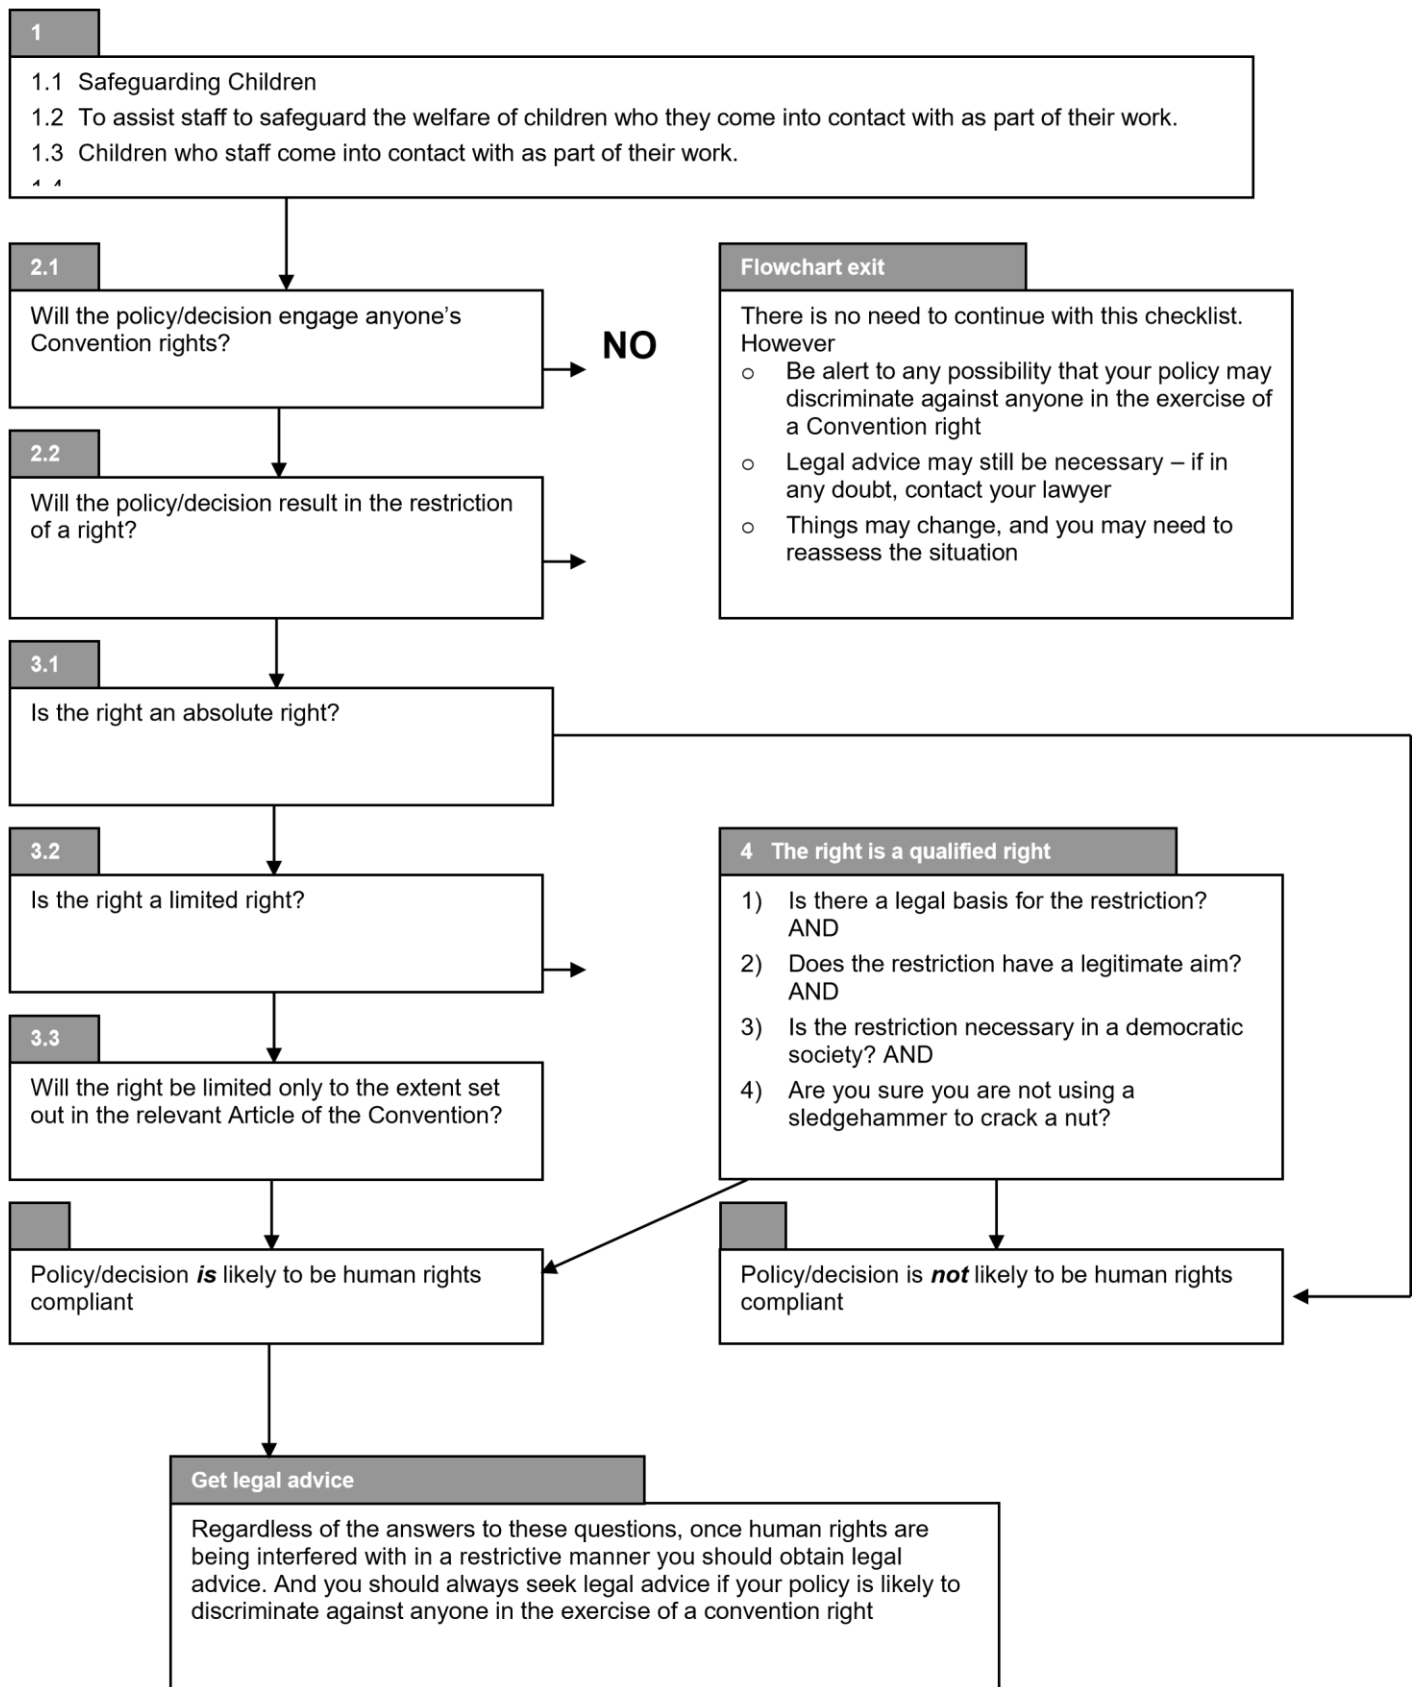 1
1.1 Safeguarding Children
1.2 To assist staff to safeguard the welfare of children who they come into contact with as part of their work.
1.3 Children who staff come into contact with as part of their work.
2.1
Will the policy/decision engage anyone's
Convention rights?
NO
Flowchart exit
There is no need to continue with this checklist.
However
o Be alert to any possibility that your policy may
discriminate against anyone in the exercise of
a Convention right
o Legal advice may still be necessary – if in
any doubt, contact your lawyer
o Things may change, and you may need to
reassess the situation
2.2
Will the policy/decision result in the restriction
of a right?
3.1
Is the right an absolute right?
3.2
Is the right a limited right?
4 The right is a qualified right
1) Is there a legal basis for the restriction?
AND
2) Does the restriction have a legitimate aim?
AND
3) Is the restriction necessary in a democratic
society? AND
4) Are you sure you are not using a
sledgehammer to crack a nut?
3.3
Will the right be limited only to the extent set
out in the relevant Article of the Convention?
Policy/decision is likely to be human rights
compliant
Policy/decision is not likely to be human rights
compliant
Get legal advice
Regardless of the answers to these questions, once human rights are
being interfered with in a restrictive manner you should obtain legal
advice. And you should always seek legal advice if your policy is likely to
discriminate against anyone in the exercise of a convention right